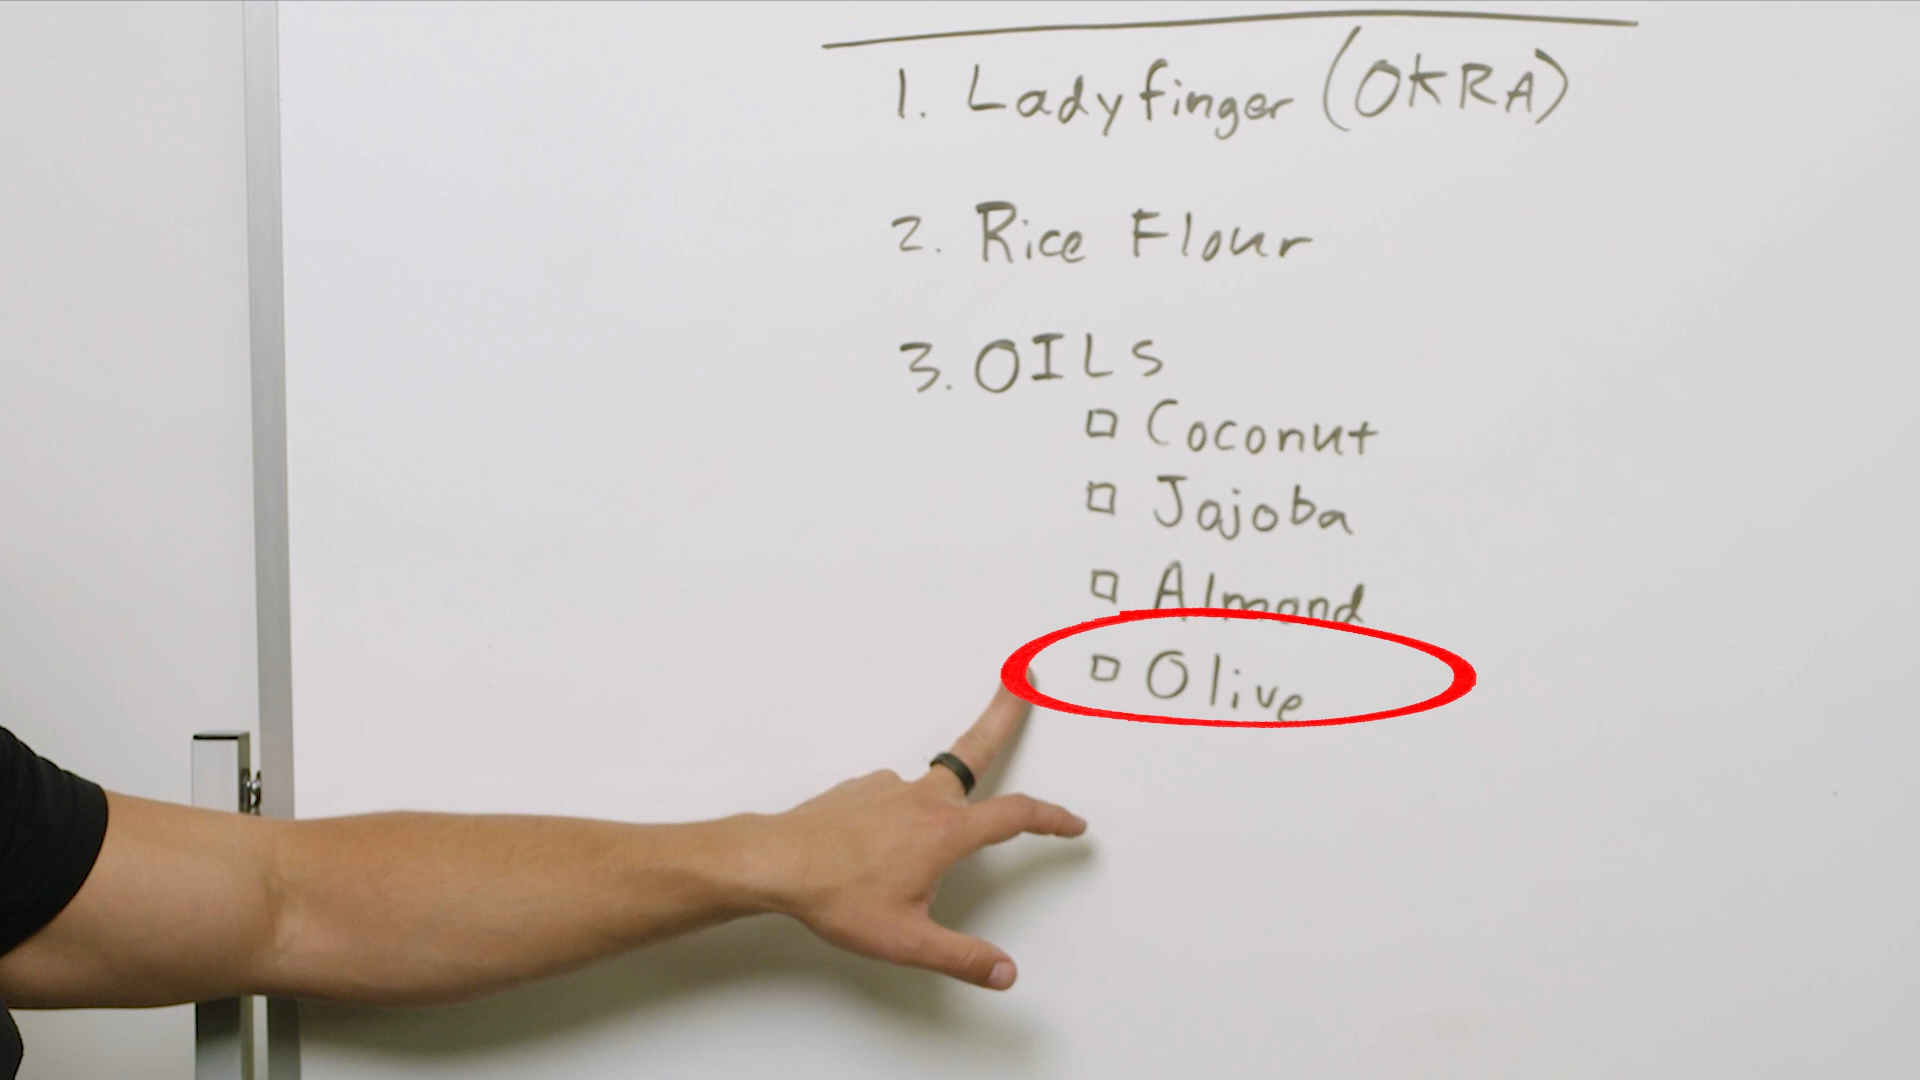 1. Ladyfinger (OKRA)
2. Rice Flour
3. OILS
□ Coconut
□ Jojoba
□ Almond
□ Olive